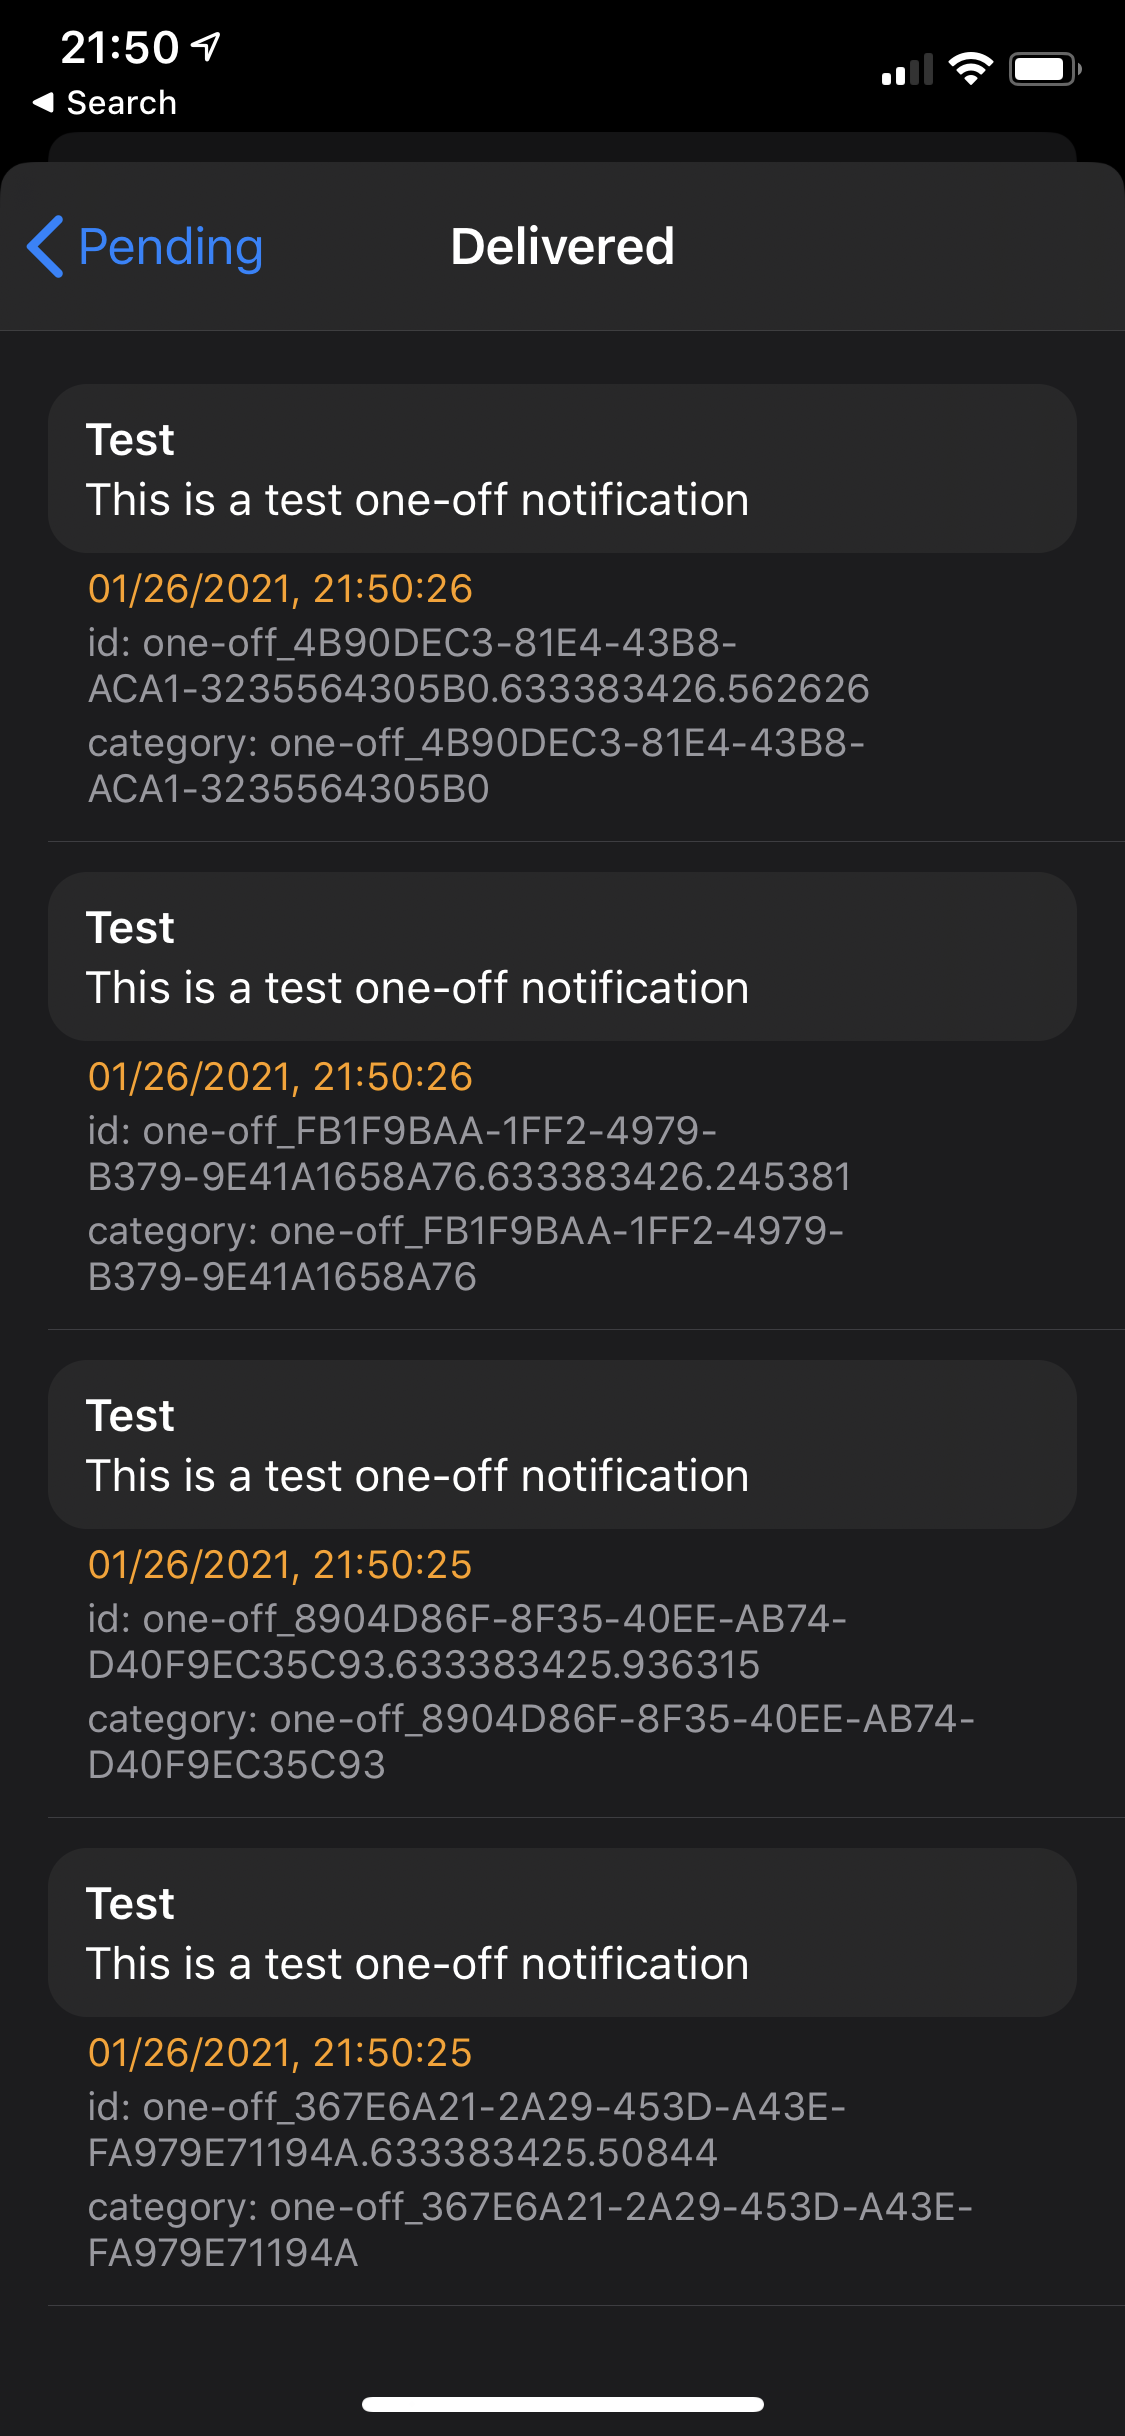 21:50
Search
Pending
Delivered
Test
This is a test one-off notification
01/26/2021, 21:50:26
id: one-off_4B90DEC3-81E4-43B8-
ACA1-3235564305B0.633383426.562626
category: one-off_4B90DEC3-81E4-43B8-
ACA1-3235564305B0
Test
This is a test one-off notification
01/26/2021, 21:50:26
id: one-off_FB1F9BAA-1FF2-4979-
B379-9E41A1658A76.633383426.245381
category: one-off_FB1F9BAA-1FF2-4979-
B379-9E41A1658A76
Test
This is a test one-off notification
01/26/2021, 21:50:25
id: one-off_8904D86F-8F35-40EE-AB74-
D40F9EC35C93.633383425.936315
category: one-off_8904D86F-8F35-40EE-AB74-
D40F9EC35C93
Test
This is a test one-off notification
01/26/2021, 21:50:25
id: one-off_367E6A21-2A29-453D-A43E-
FA979E71194A.633383425.50844
category: one-off_367E6A21-2A29-453D-A43E-
FA979E71194A